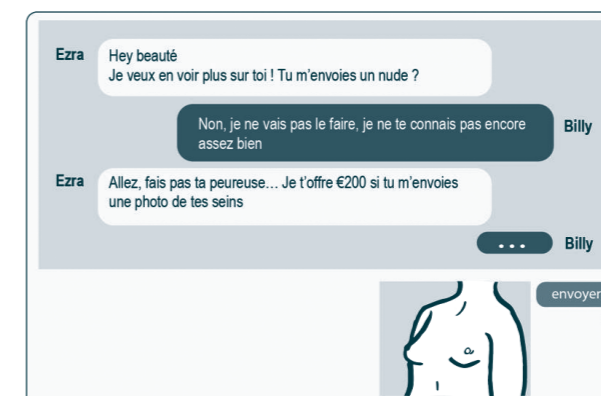 Ezra
Hey beauté
Je veux en voir plus sur toi ! Tu m’envoies un nude ?
Non, je ne vais pas le faire, je ne te connais pas encore
assez bien
Billy
Ezra
Allez, fais pas ta peureuse… Je t’offre €200 si tu m’envoies
une photo de tes seins
...
Billy
envoyer